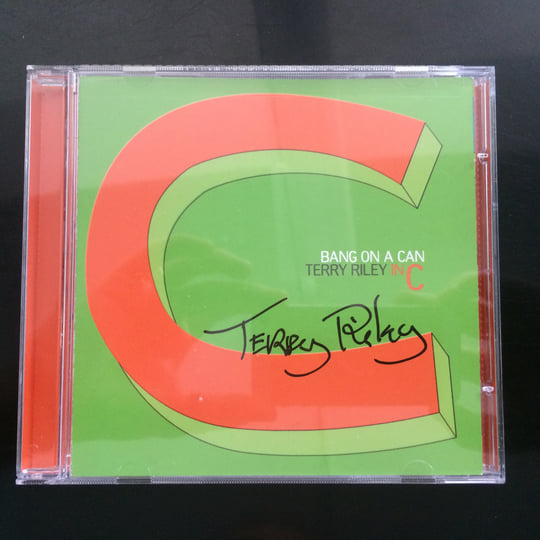 C
BANG ON A CAN
TERRY RILEY IN C
Terry Riley